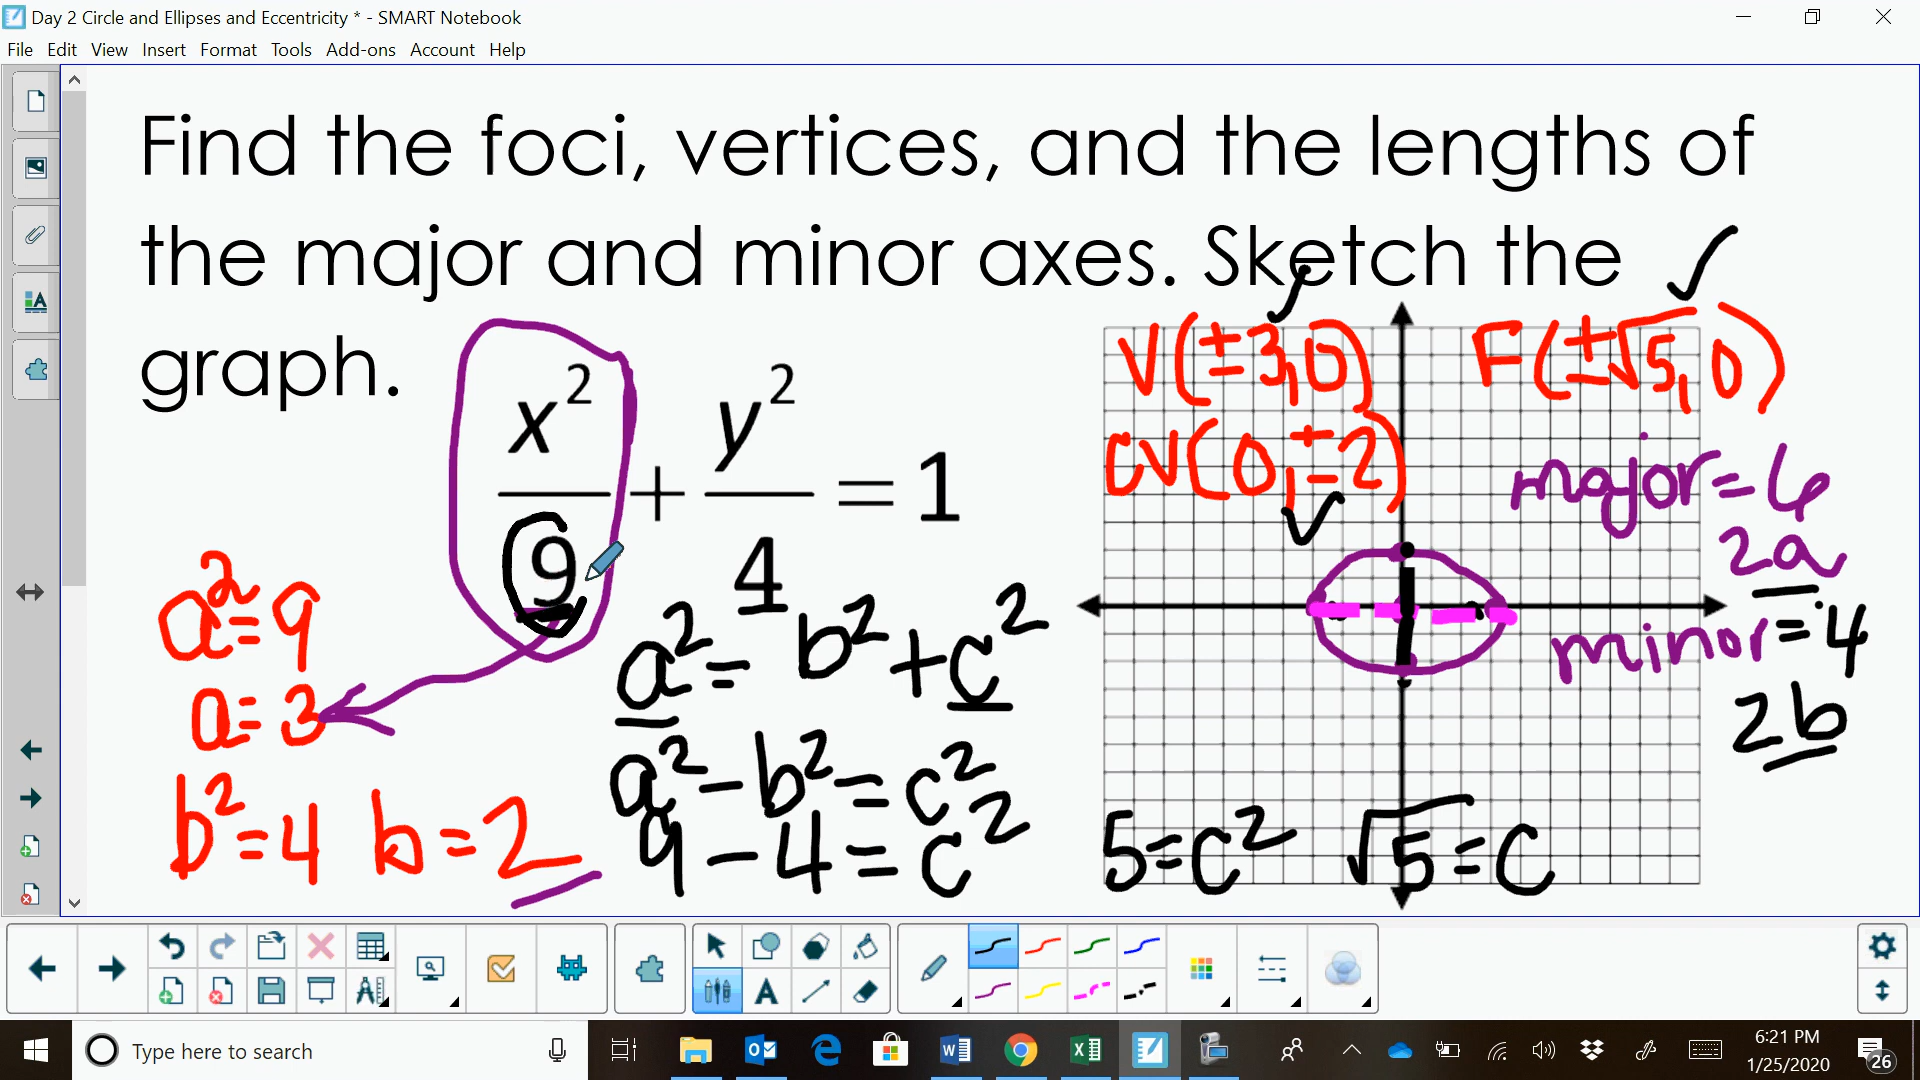 Day 2 Circle and Ellipses and Eccentricity * - SMART Notebook
File Edit View Insert Format Tools Add-ons Account Help
Find the foci, vertices, and the lengths of
the major and minor axes. Sketch the
graph.
x²/9 + y²/4 = 1
V(±3,0)
F(±√5,0)
CV(0,±2)
major=6
2a
minor=4
2b
a²=9
a=3
b²=4 b=2
a²=b²+c²
a²-b²=c²
9-4=c²
5=c² √5=c
A
Type here to search
6:21 PM
1/25/2020
26